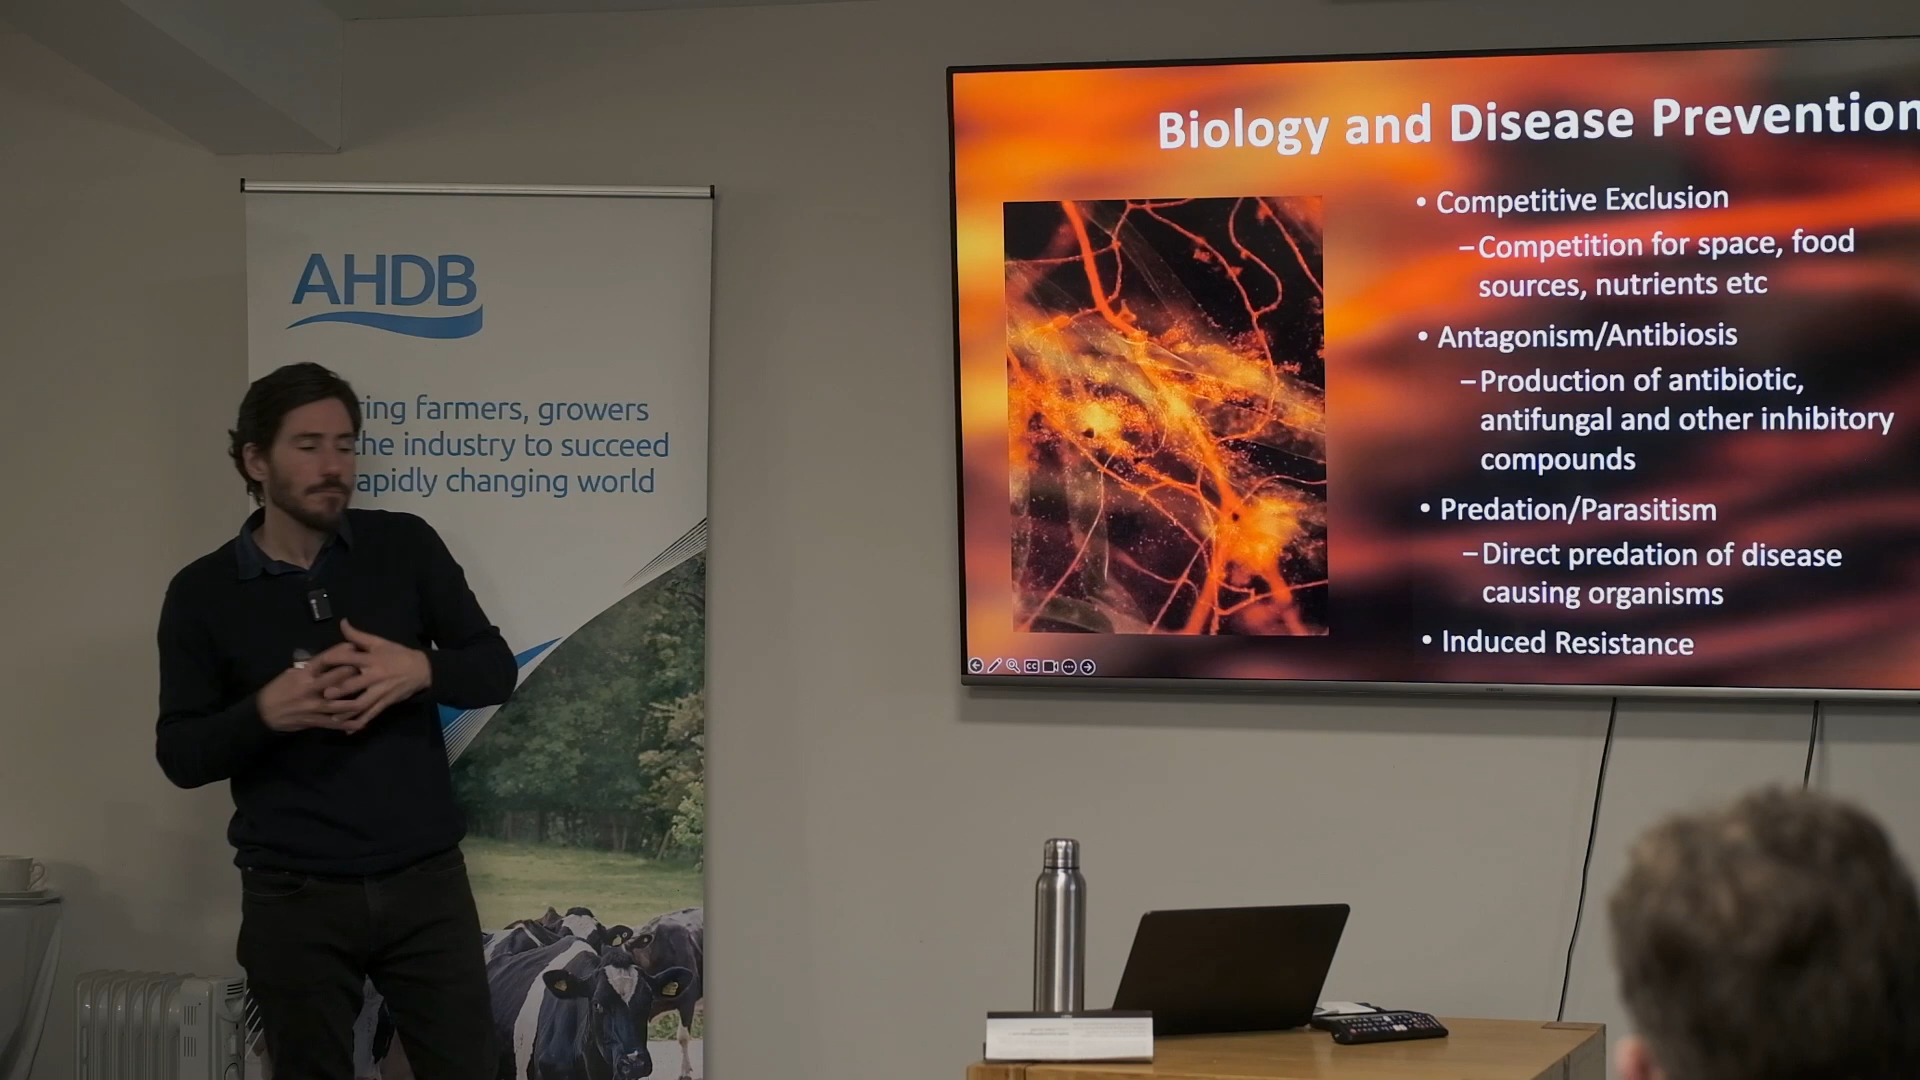 AHDB
ing farmers, growers
the industry to succeed
apidly changing world
Biology and Disease Prevention
• Competitive Exclusion
–Competition for space, food
sources, nutrients etc
• Antagonism/Antibiosis
–Production of antibiotic,
antifungal and other inhibitory
compounds
• Predation/Parasitism
–Direct predation of disease
causing organisms
• Induced Resistance